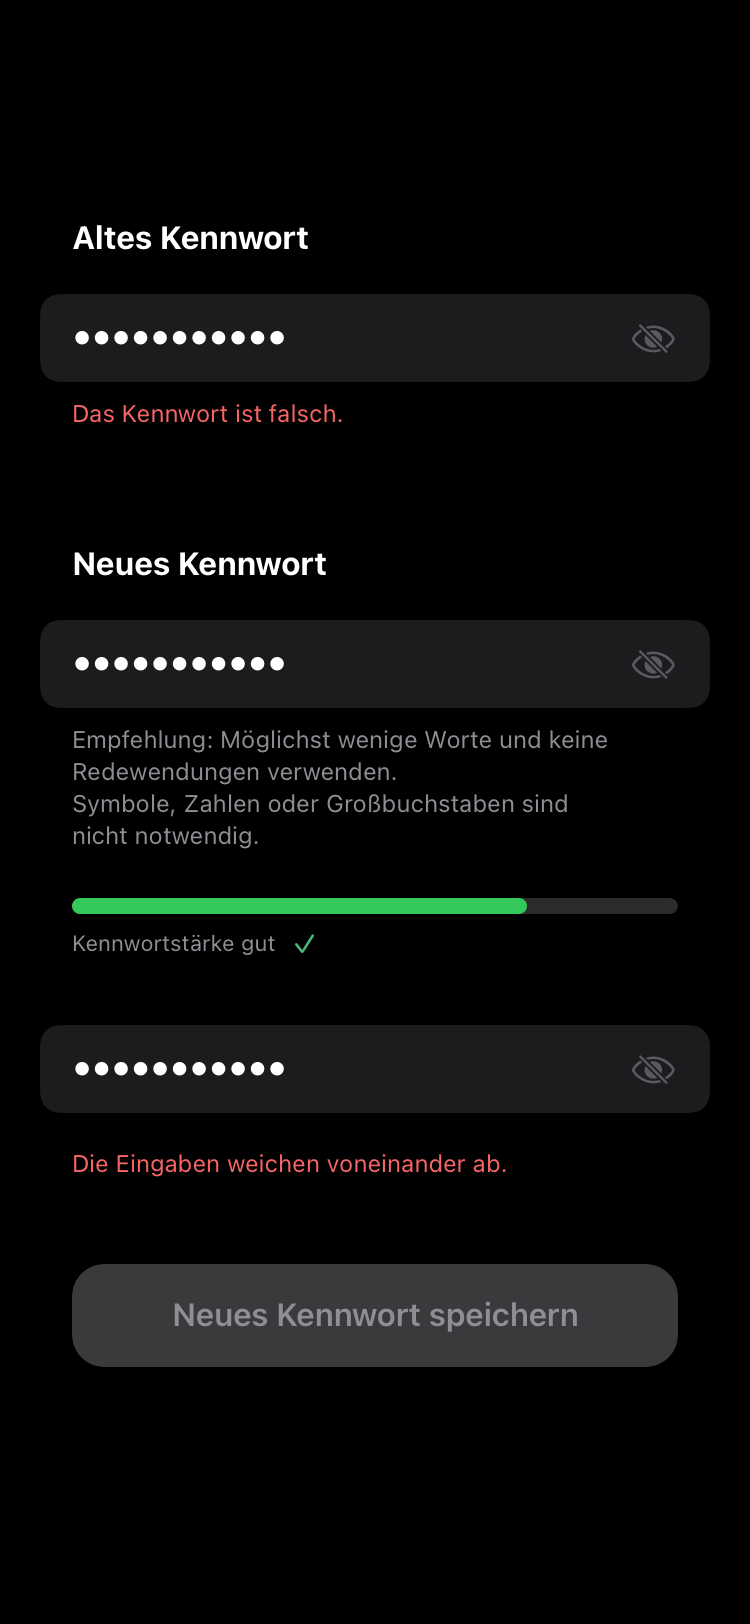 Altes Kennwort
●●●●●●●●●●●
Das Kennwort ist falsch.
Neues Kennwort
●●●●●●●●●●●
Empfehlung: Möglichst wenige Worte und keine
Redewendungen verwenden.
Symbole, Zahlen oder Großbuchstaben sind
nicht notwendig.
Kennwortstärke gut ✓
●●●●●●●●●●●
Die Eingaben weichen voneinander ab.
Neues Kennwort speichern